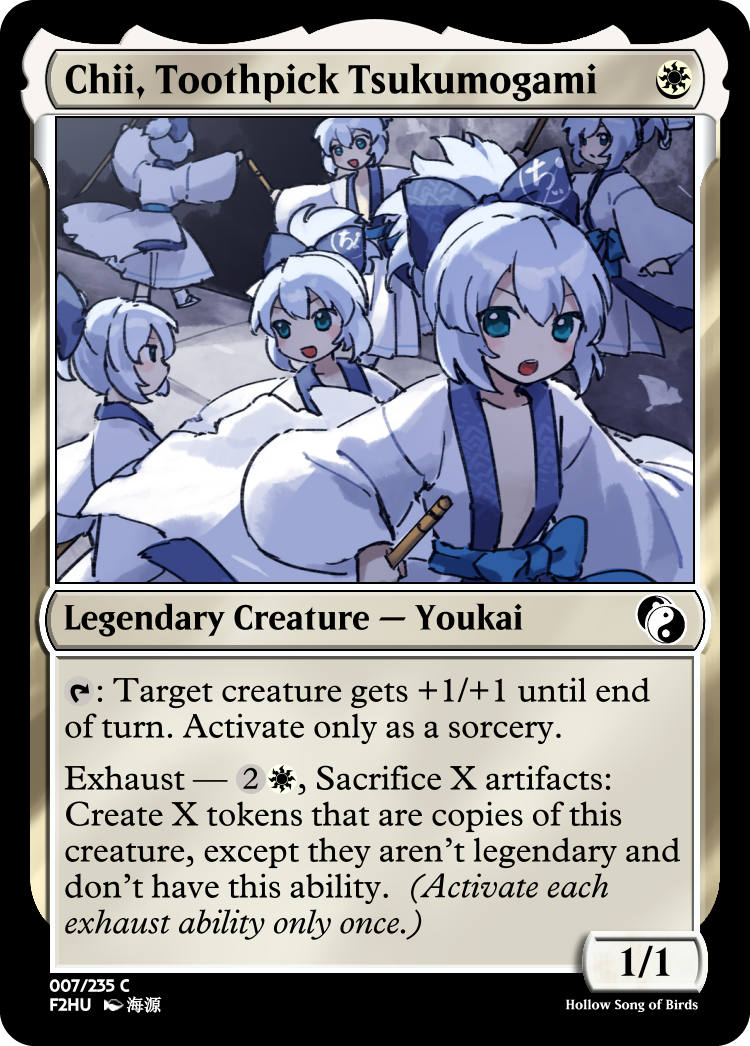 Chii, Toothpick Tsukumogami
ち
ち
Legendary Creature — Youkai
: Target creature gets +1/+1 until end
of turn. Activate only as a sorcery.
Exhaust — 2, Sacrifice X artifacts:
Create X tokens that are copies of this
creature, except they aren't legendary and
don't have this ability. (Activate each
exhaust ability only once.)
1/1
007/235 C
F2HU 海源
Hollow Song of Birds